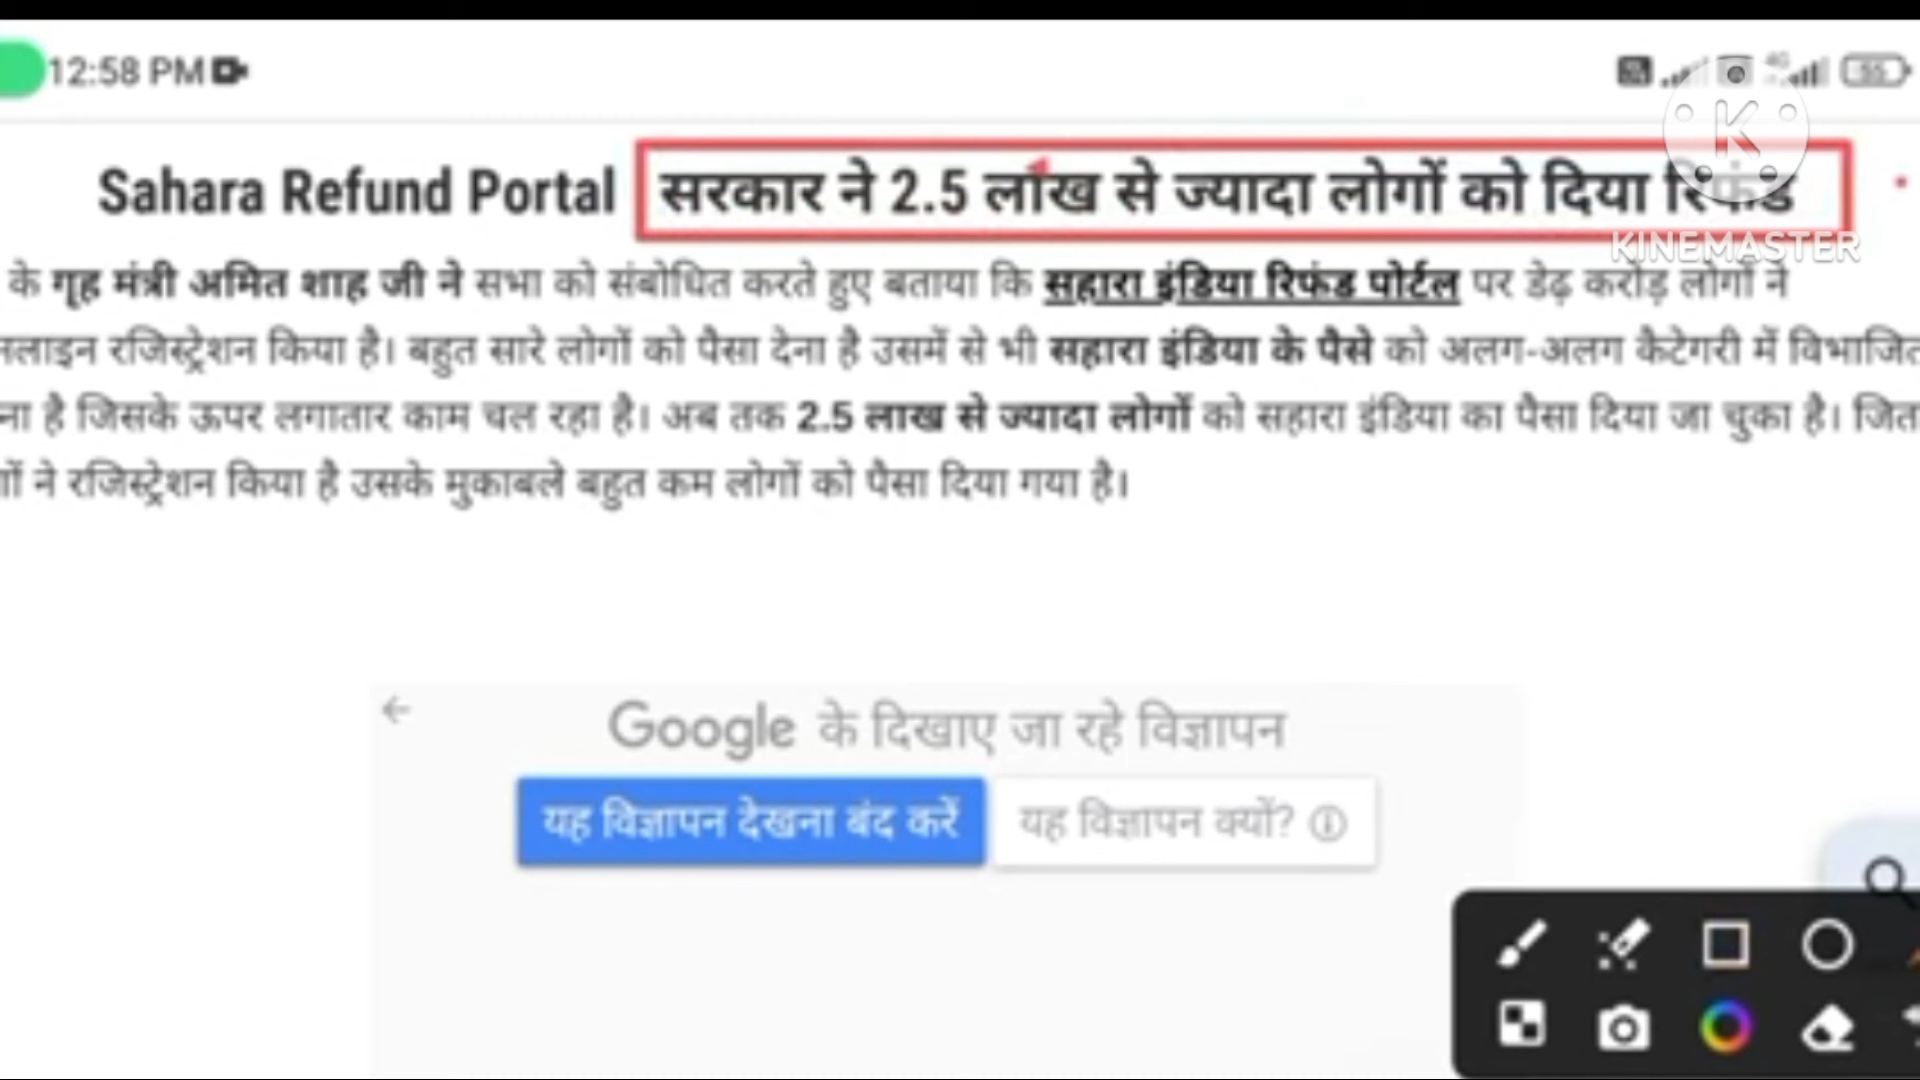 12:58 PM
4G
55
Sahara Refund Portal सरकार ने 2.5 लाख से ज्यादा लोगों को दिया रिफंड
KINEMASTER
के गृह मंत्री अमित शाह जी ने सभा को संबोधित करते हुए बताया कि सहारा इंडिया रिफंड पोर्टल पर डेढ़ करोड़ लोगों ने
नलाइन रजिस्ट्रेशन किया है। बहुत सारे लोगों को पैसा देना है उसमें से भी सहारा इंडिया के पैसे को अलग-अलग कैटेगरी में विभाजित
ना है जिसके ऊपर लगातार काम चल रहा है। अब तक 2.5 लाख से ज्यादा लोगों को सहारा इंडिया का पैसा दिया जा चुका है। जित
गों ने रजिस्ट्रेशन किया है उसके मुकाबले बहुत कम लोगों को पैसा दिया गया है।
Google के दिखाए जा रहे विज्ञापन
यह विज्ञापन देखना बंद करें यह विज्ञापन क्यों?